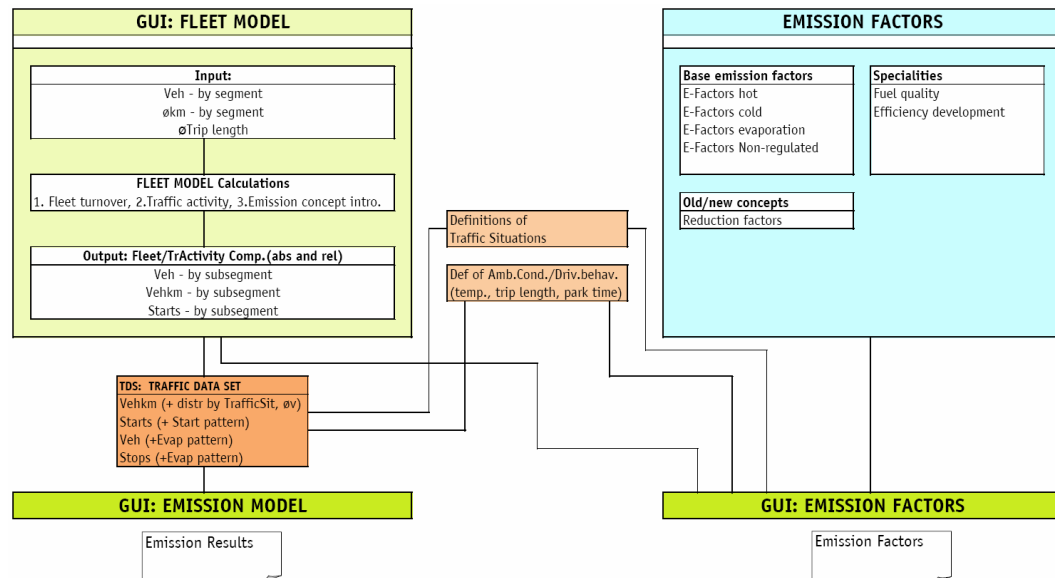 GUI: FLEET MODEL
Input:
Veh - by segment
økm - by segment
øTrip length
FLEET MODEL Calculations
1. Fleet turnover, 2.Traffic activity, 3.Emission concept intro.
Output: Fleet/TrActivity Comp.(abs and rel)
Veh - by subsegment
Vehkm - by subsegment
Starts - by subsegment
TDS: TRAFFIC DATA SET
Vehkm (+ distr by TrafficSit, øv)
Starts (+ Start pattern)
Veh (+Evap pattern)
Stops (+Evap pattern)
GUI: EMISSION MODEL
Emission Results
Definitions of
Traffic Situations
Def of Amb.Cond./Driv.behav.
(temp., trip length, park time)
EMISSION FACTORS
Base emission factors
E-Factors hot
E-Factors cold
E-Factors evaporation
E-Factors Non-regulated
Specialities
Fuel quality
Efficiency development
Old/new concepts
Reduction factors
GUI: EMISSION FACTORS
Emission Factors